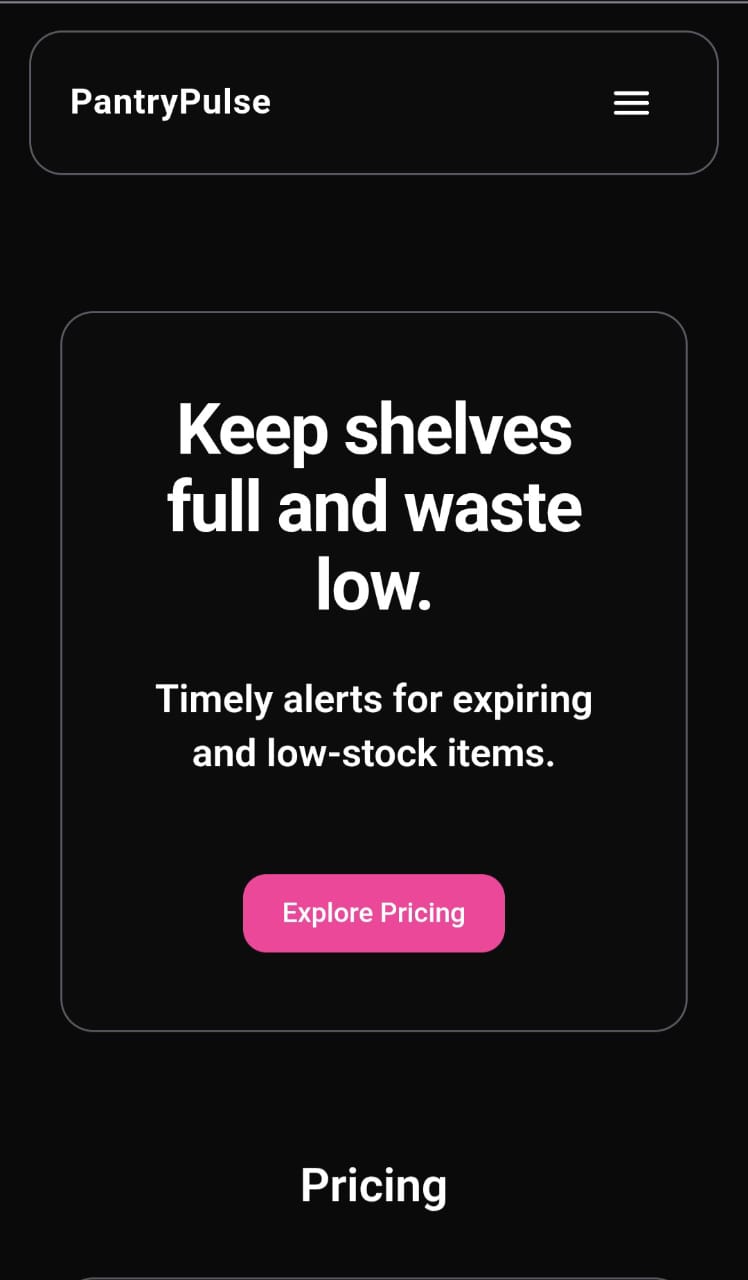 PantryPulse
Keep shelves
full and waste
low.
Timely alerts for expiring
and low-stock items.
Explore Pricing
Pricing